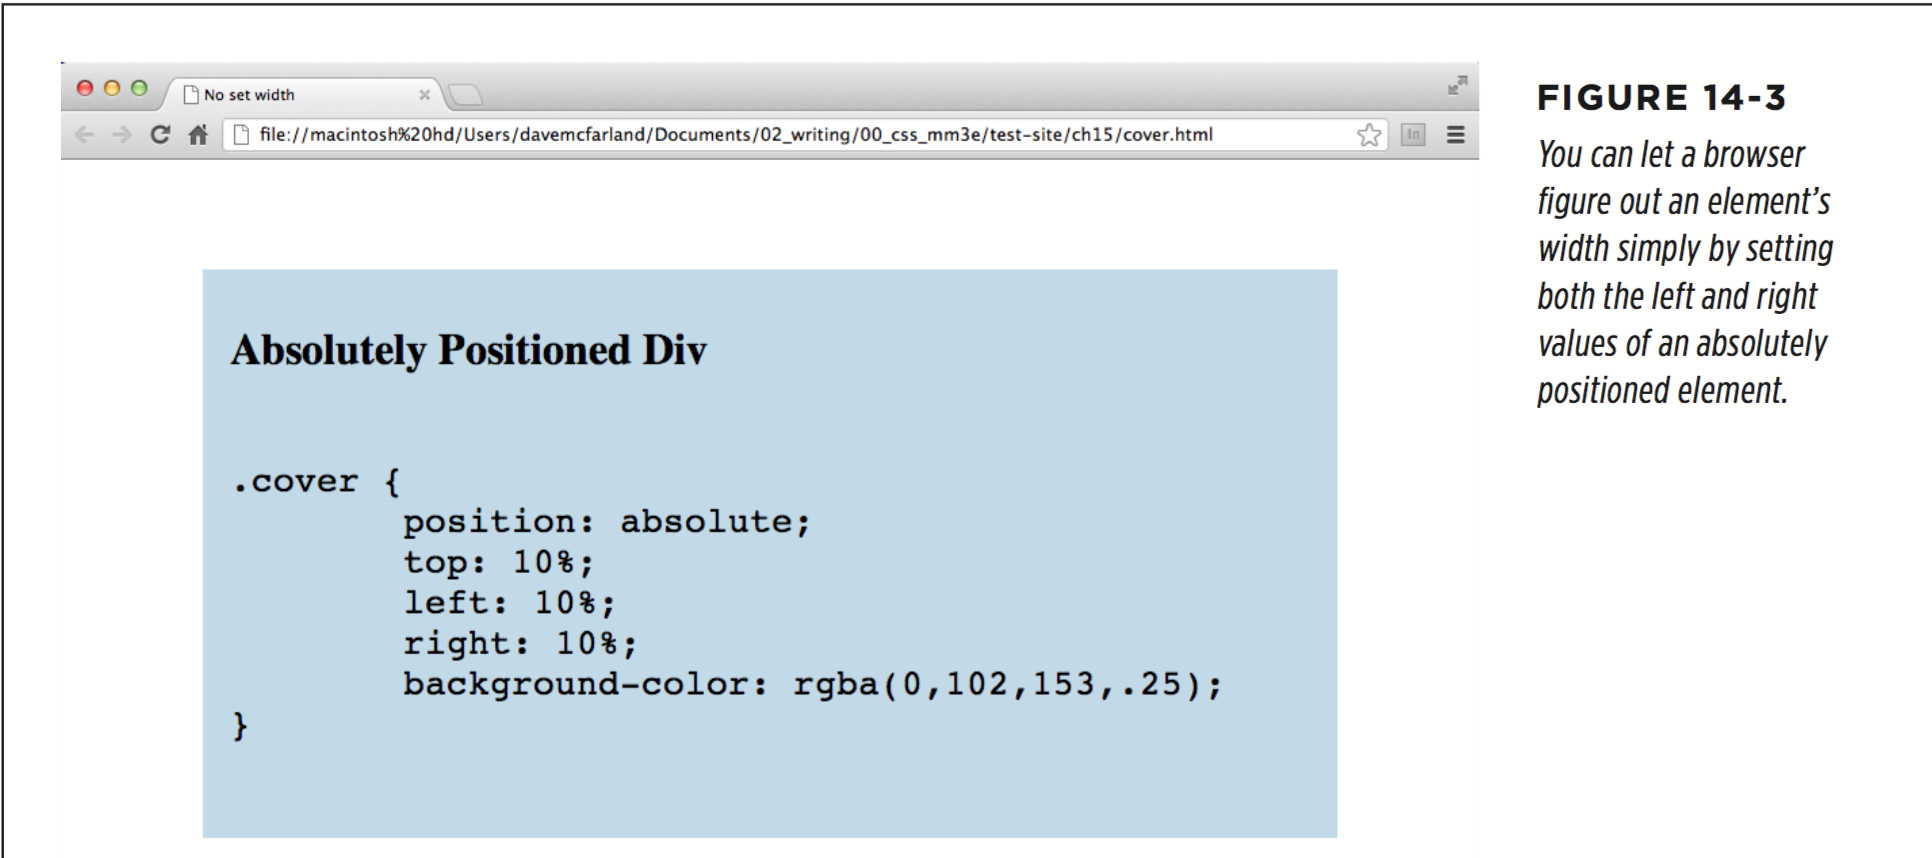 No set width
file://macintosh%20hd/Users/davemcfarland/Documents/02_writing/00_css_mm3e/test-site/ch15/cover.html
In
Absolutely Positioned Div
.cover {
position: absolute;
top: 10%;
left: 10%;
right: 10%;
background-color: rgba(0,102,153,.25);
}
FIGURE 14-3
You can let a browser
figure out an element’s
width simply by setting
both the left and right
values of an absolutely
positioned element.